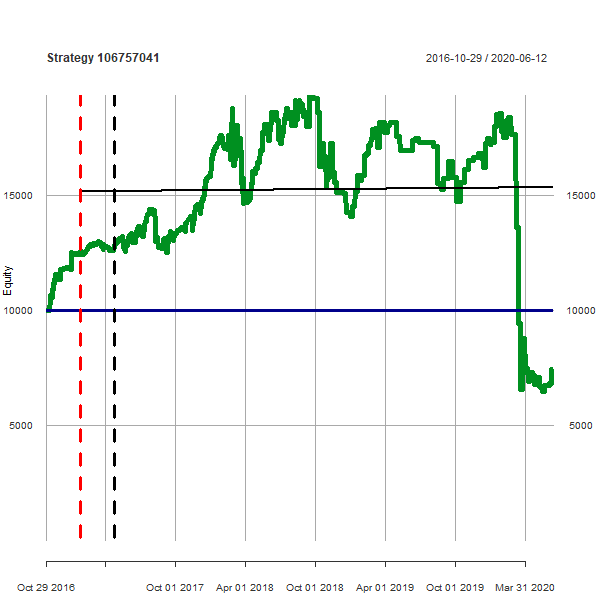 Strategy 106757041
2016-10-29 / 2020-06-12
15000
15000
Equity
10000
10000
5000
5000
Oct 29 2016
Oct 01 2017
Apr 01 2018
Oct 01 2018
Apr 01 2019
Oct 01 2019
Mar 31 2020